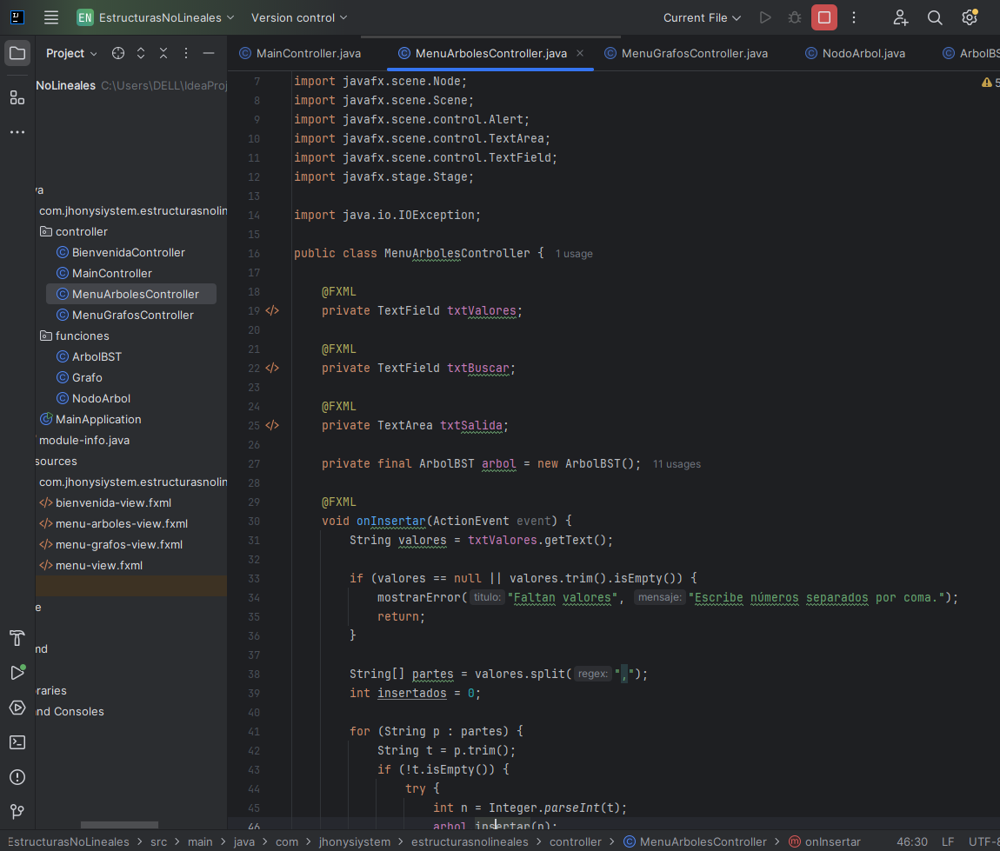 EN EstructurasNoLineales Version control Current File
Project
MainController.java MenuArbolesController.java MenuGrafosController.java NodoArbol.java ArbolBS
NoLineales C:\Users\DELL\IdeaProj
va
com.jhonysiystem.estructurasnolin
controller
BienvenidaController
MainController
MenuArbolesController
MenuGrafosController
funciones
ArbolBST
Grafo
NodoArbol
MainApplication
module-info.java
sources
com.jhonysiystem.estructurasnolin
bienvenida-view.fxml
menu-arboles-view.fxml
menu-grafos-view.fxml
menu-view.fxml
e
md
raries
nd Consoles
5
7 import javafx.scene.Node;
8 import javafx.scene.Scene;
9 import javafx.scene.control.Alert;
10 import javafx.scene.control.TextArea;
11 import javafx.scene.control.TextField;
12 import javafx.stage.Stage;
13
14 import java.io.IOException;
15
16 public class MenuArbolesController { 1 usage
17
18 @FXML
19 private TextField txtValores;
20
21 @FXML
22 private TextField txtBuscar;
23
24 @FXML
25 private TextArea txtSalida;
26
27 private final ArbolBST arbol = new ArbolBST(); 11 usages
28
29 @FXML
30 void onInsertar(ActionEvent event) {
31 String valores = txtValores.getText();
32
33 if (valores == null || valores.trim().isEmpty()) {
34 mostrarError( titulo: "Faltan valores", mensaje: "Escribe números separados por coma.");
35 return;
36 }
37
38 String[] partes = valores.split( regex: ",");
39 int insertados = 0;
40
41 for (String p : partes) {
42 String t = p.trim();
43 if (!t.isEmpty()) {
44 try {
45 int n = Integer.parseInt(t);
46 arbol.insertar(n);
EstructurasNoLineales > src > main > java > com > jhonysiystem > estructurasnolineales > controller > MenuArbolesController > onInsertar 46:30 LF UTF-8